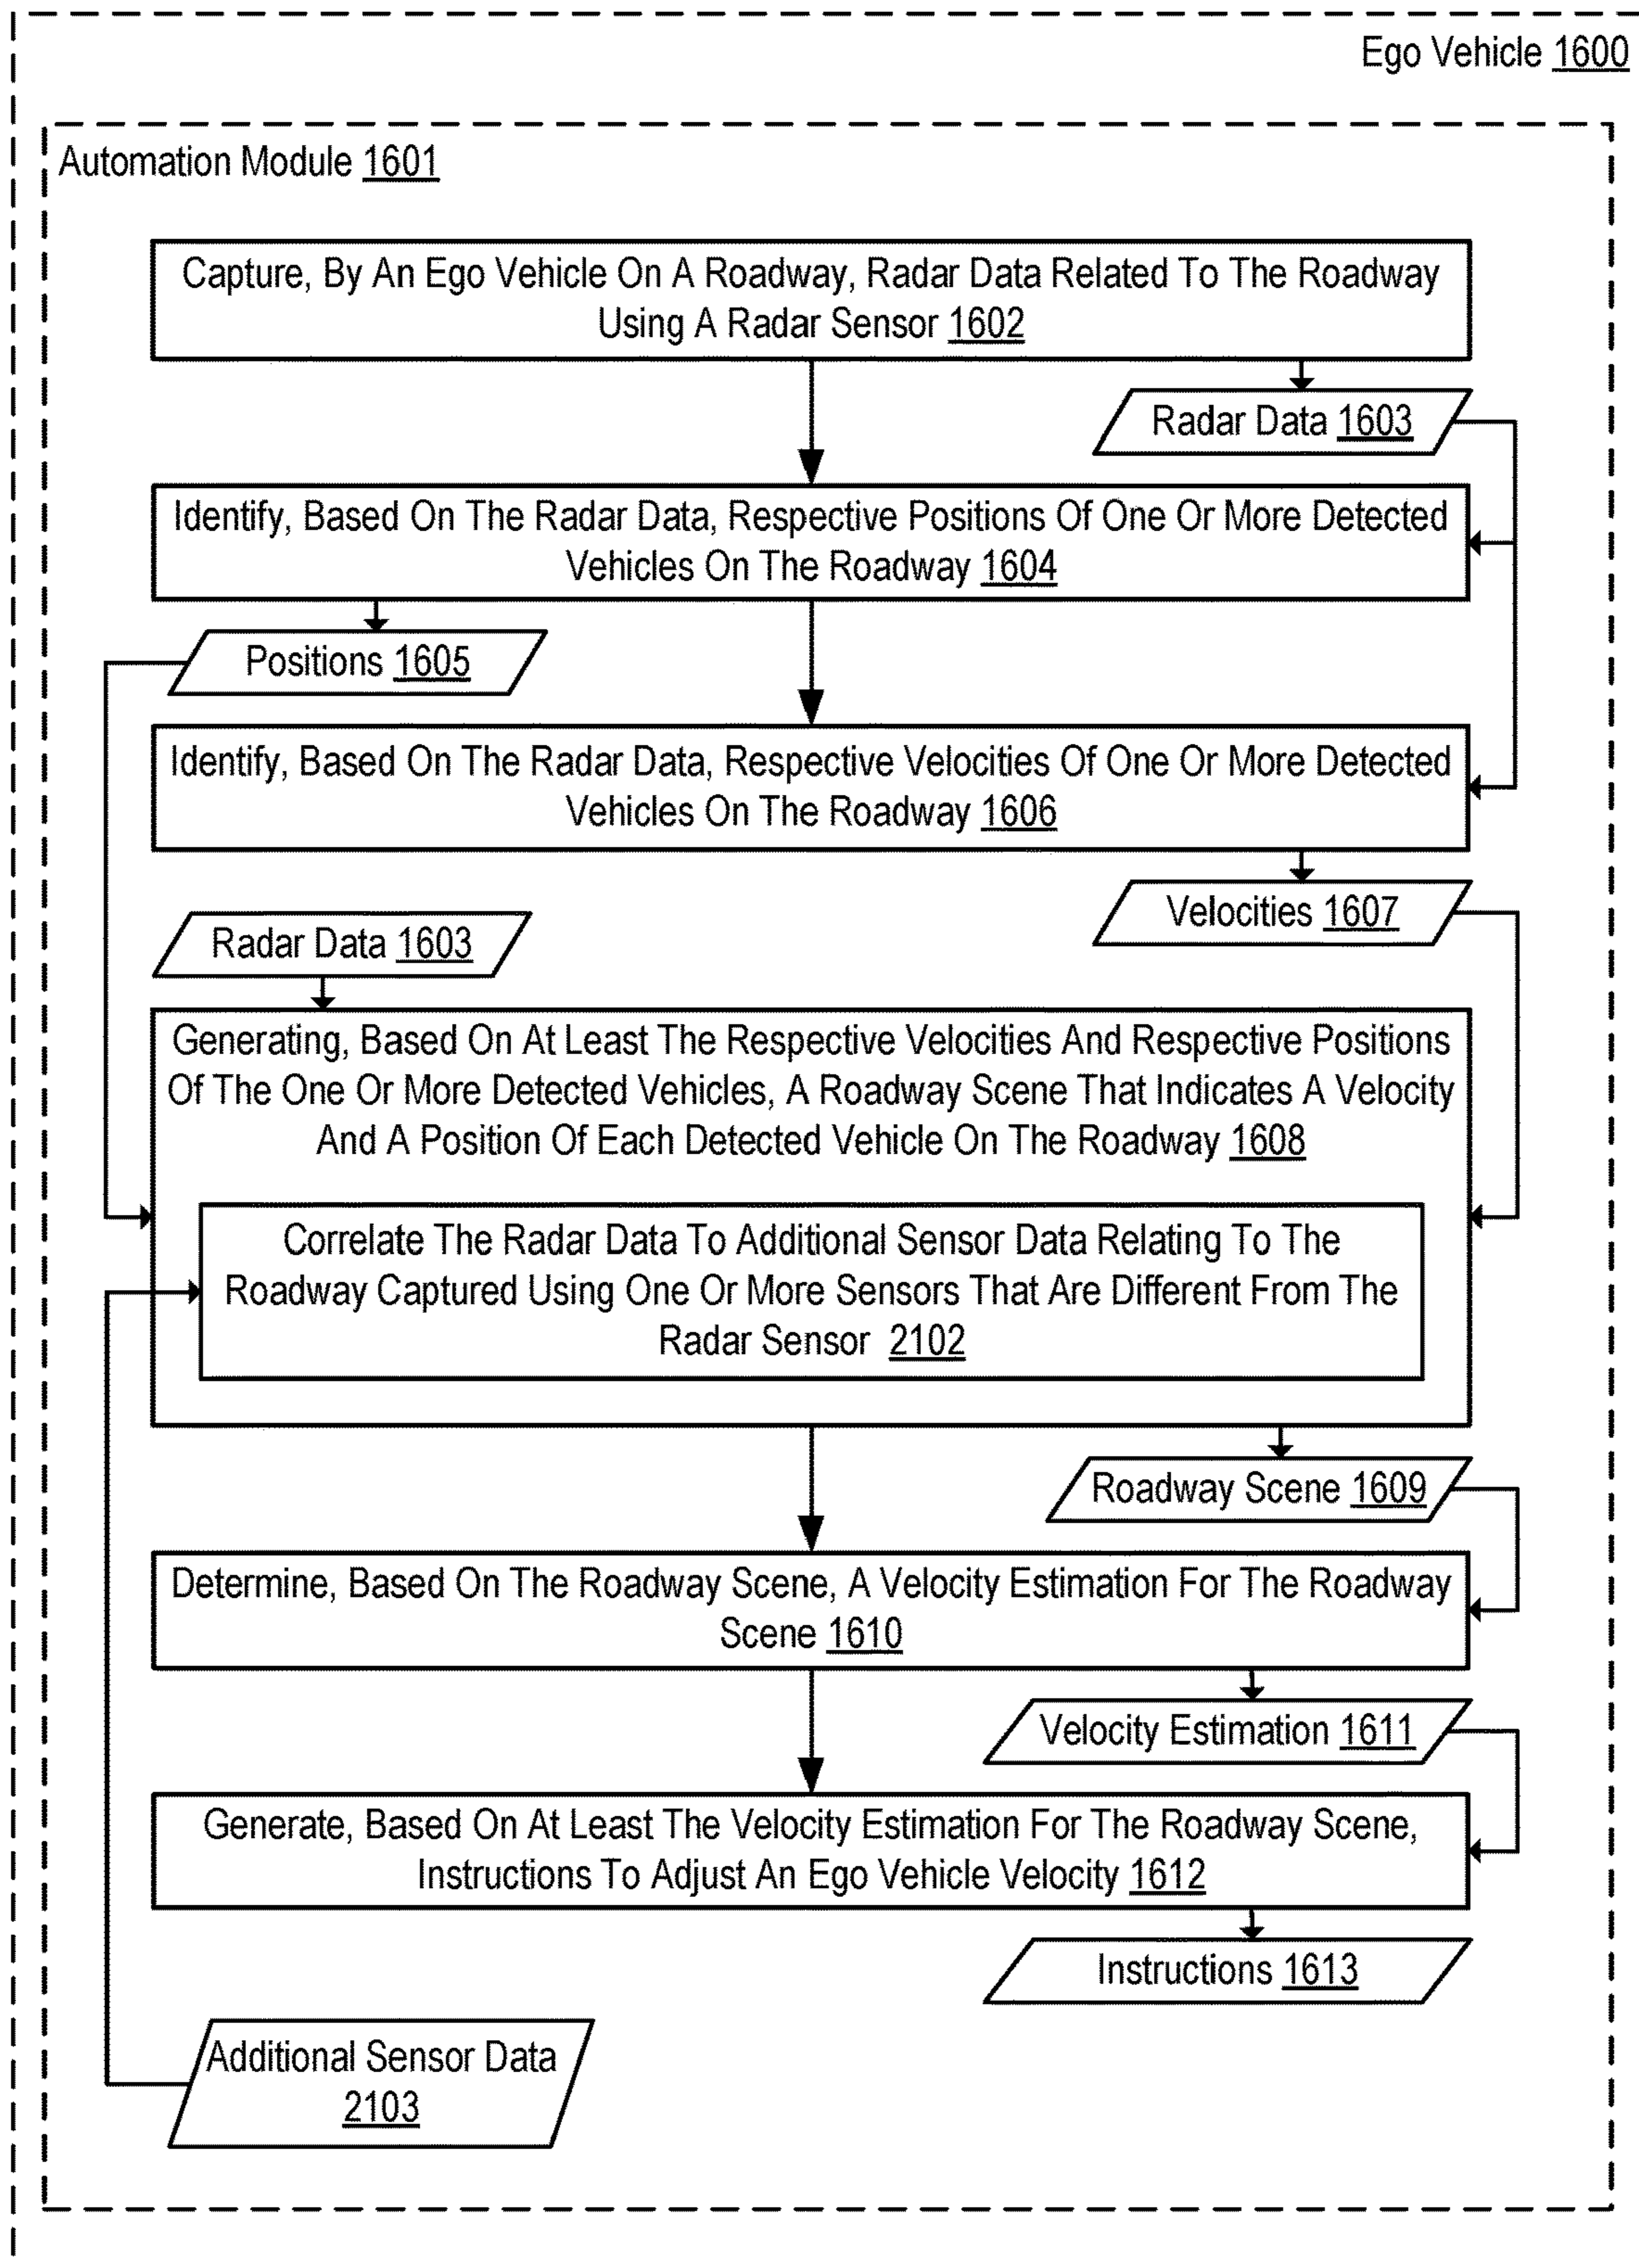 Ego Vehicle 1600
Automation Module 1601
Capture, By An Ego Vehicle On A Roadway, Radar Data Related To The Roadway
Using A Radar Sensor 1602
Radar Data 1603
Identify, Based On The Radar Data, Respective Positions Of One Or More Detected
Vehicles On The Roadway 1604
Positions 1605
Identify, Based On The Radar Data, Respective Velocities Of One Or More Detected
Vehicles On The Roadway 1606
Velocities 1607
Radar Data 1603
Generating, Based On At Least The Respective Velocities And Respective Positions
Of The One Or More Detected Vehicles, A Roadway Scene That Indicates A Velocity
And A Position Of Each Detected Vehicle On The Roadway 1608
Correlate The Radar Data To Additional Sensor Data Relating To The
Roadway Captured Using One Or More Sensors That Are Different From The
Radar Sensor 2102
Roadway Scene 1609
Determine, Based On The Roadway Scene, A Velocity Estimation For The Roadway
Scene 1610
Velocity Estimation 1611
Generate, Based On At Least The Velocity Estimation For The Roadway Scene,
Instructions To Adjust An Ego Vehicle Velocity 1612
Instructions 1613
Additional Sensor Data
2103